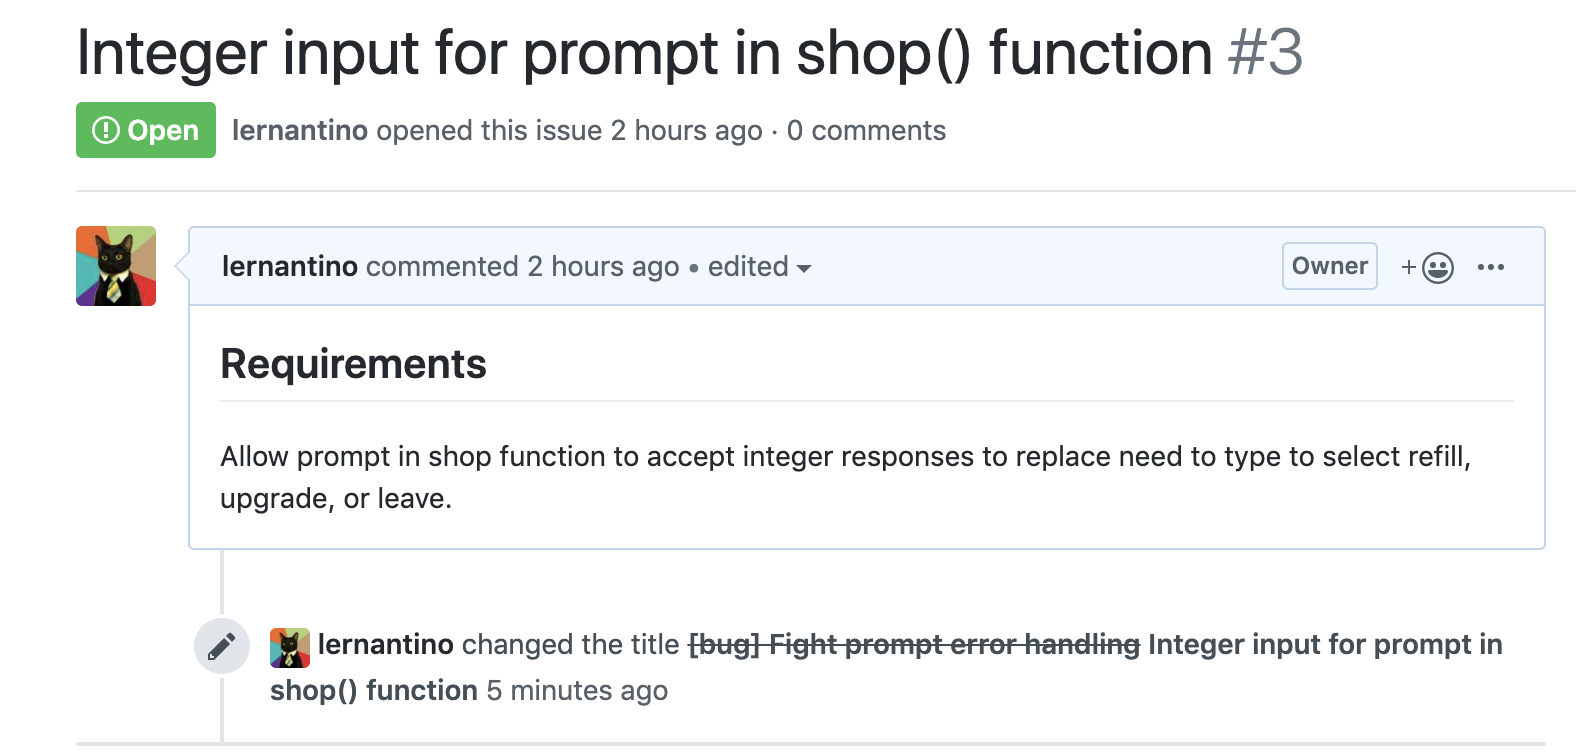 Integer input for prompt in shop() function #3
Open lernantino opened this issue 2 hours ago · 0 comments
lernantino commented 2 hours ago • edited Owner
Requirements
Allow prompt in shop function to accept integer responses to replace need to type to select refill,
upgrade, or leave.
lernantino changed the title [bug] Fight prompt error handling Integer input for prompt in
shop() function 5 minutes ago